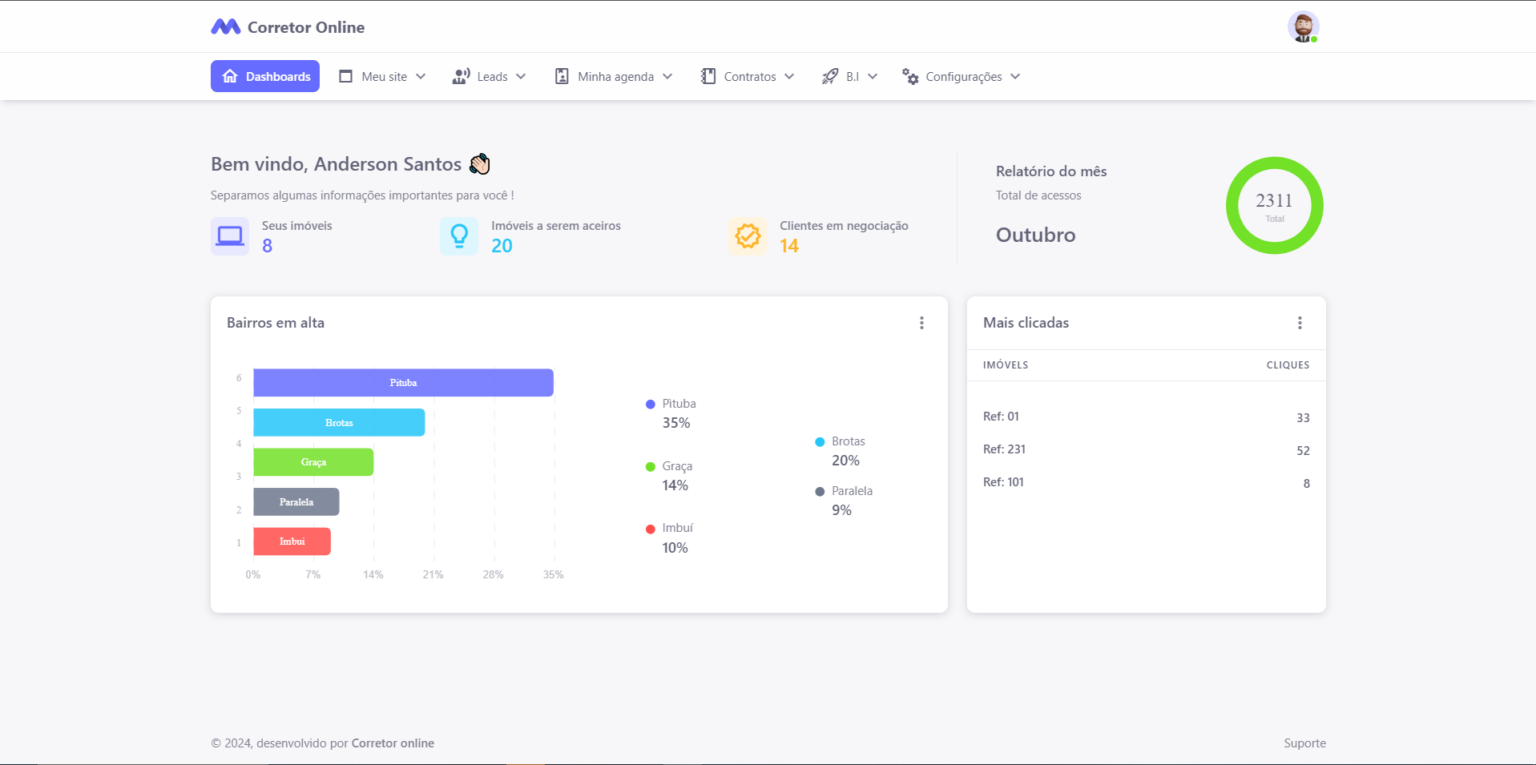 Corretor Online
Dashboards
Meu site
Leads
Minha agenda
Contratos
B.I
Configurações
Bem vindo, Anderson Santos 👋🏻
Separamos algumas informações importantes para você !
Seus imóveis
8
Imóveis a serem aceiros
20
Clientes em negociação
14
Relatório do mês
Total de acessos
Outubro
2311
Total
Bairros em alta
6
5
4
3
2
1
Pituba
Brotas
Graça
Paralela
Imbuí
0%
7%
14%
21%
28%
35%
Pituba
35%
Graça
14%
Imbuí
10%
Brotas
20%
Paralela
9%
Mais clicadas
IMÓVELS
CLIQUES
Ref: 01
33
Ref: 231
52
Ref: 101
8
© 2024, desenvolvido por Corretor online
Suporte